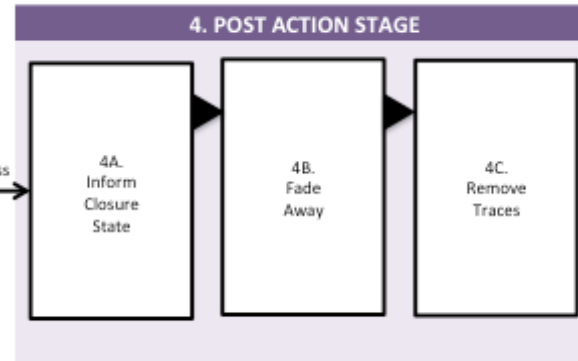 4. POST ACTION STAGE
4A.
Inform
Closure
State
4B.
Fade
Away
4C.
Remove
Traces